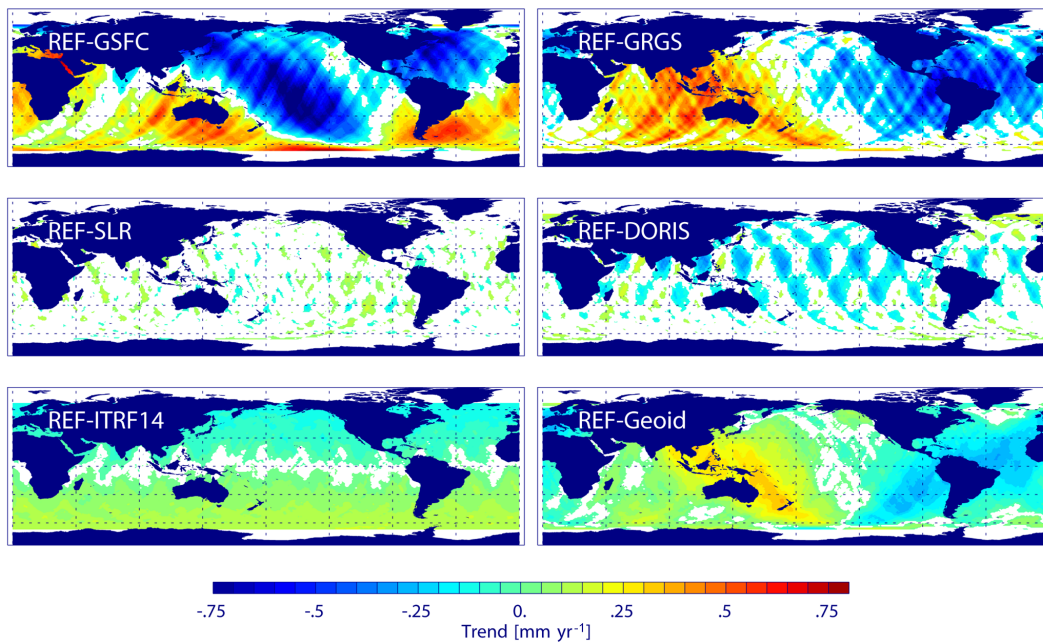 REF-GSFC
REF-GRGS
REF-SLR
REF-DORIS
REF-ITRF14
REF-Geoid
-.75 -.5 -.25 0. .25 .5 .75
Trend [mm yr⁻¹]